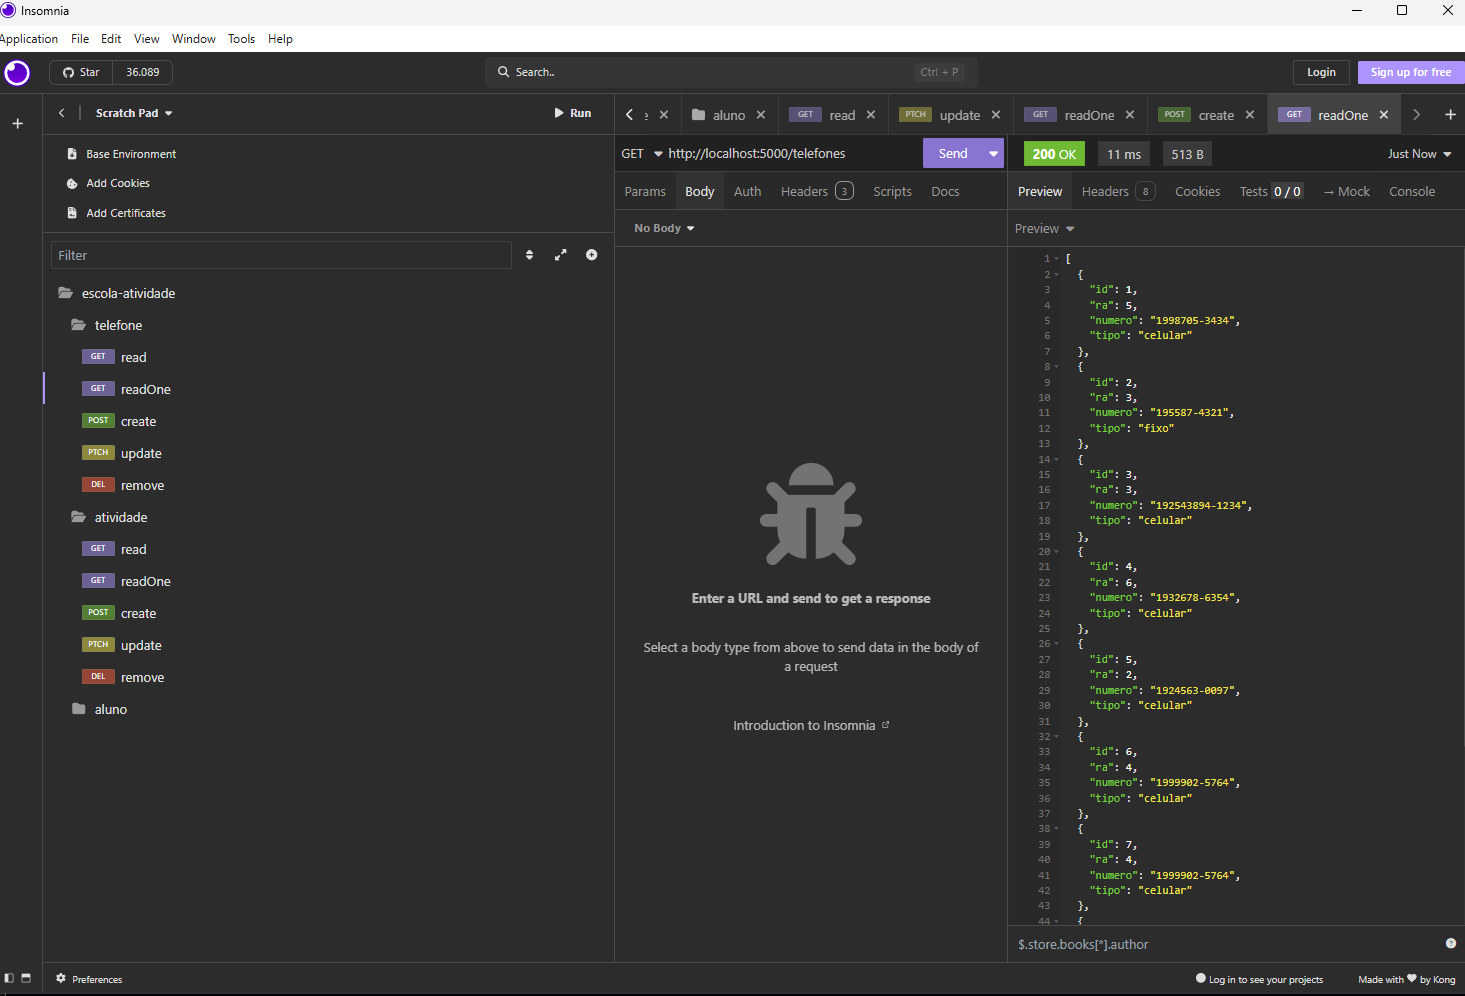 Insomnia
Application File Edit View Window Tools Help
Star 36.089
Search..
Ctrl + P
Login
Sign up for free
Scratch Pad
Run
Base Environment
Add Cookies
Add Certificates
Filter
escola-atividade
telefone
GET read
GET readOne
POST create
PTCH update
DEL remove
atividade
GET read
GET readOne
POST create
PTCH update
DEL remove
aluno
Preferences
aluno
GET read
PTCH update
GET readOne
POST create
GET readOne
GET http://localhost:5000/telefones
Send
Params Body Auth Headers 3 Scripts Docs
No Body
Enter a URL and send to get a response
Select a body type from above to send data in the body of
a request
Introduction to Insomnia
200 OK 11 ms 513 B
Just Now
Preview Headers 8 Cookies Tests 0 / 0 → Mock Console
Preview
1 [
2 {
3 "id": 1,
4 "ra": 5,
5 "numero": "1998705-3434",
6 "tipo": "celular"
7 },
8 {
9 "id": 2,
10 "ra": 3,
11 "numero": "195587-4321",
12 "tipo": "fixo"
13 },
14 {
15 "id": 3,
16 "ra": 3,
17 "numero": "192543894-1234",
18 "tipo": "celular"
19 },
20 {
21 "id": 4,
22 "ra": 6,
23 "numero": "1932678-6354",
24 "tipo": "celular"
25 },
26 {
27 "id": 5,
28 "ra": 2,
29 "numero": "1924563-0097",
30 "tipo": "celular"
31 },
32 {
33 "id": 6,
34 "ra": 4,
35 "numero": "1999902-5764",
36 "tipo": "celular"
37 },
38 {
39 "id": 7,
40 "ra": 4,
41 "numero": "1999902-5764",
42 "tipo": "celular"
43 },
44 {
$.store.books[*].author
Log in to see your projects
Made with ♥ by Kong